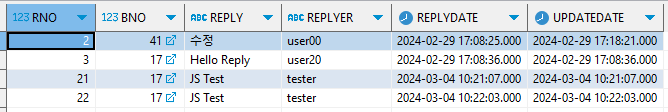 123 RNO 123 BNO ABC REPLY ABC REPLYER REPLYDATE UPDATEDATE
2 41 수정 user00 2024-02-29 17:08:25.000 2024-02-29 17:18:21.000
3 17 Hello Reply user20 2024-02-29 17:08:36.000 2024-02-29 17:08:36.000
21 17 JS Test tester 2024-03-04 10:21:07.000 2024-03-04 10:21:07.000
22 17 JS Test tester 2024-03-04 10:22:03.000 2024-03-04 10:22:03.000